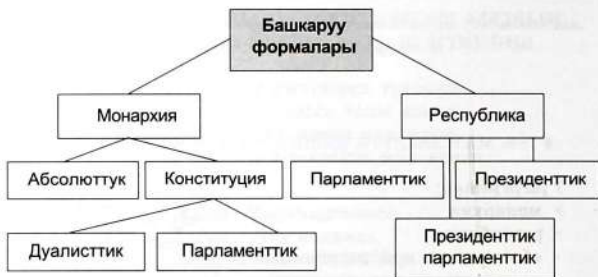 Башкаруу
формалары
Монархия
Республика
Абсолюттук
Конституция
Парламенттик
Президенттик
Дуалисттик
Парламенттик
Президенттик
парламенттик